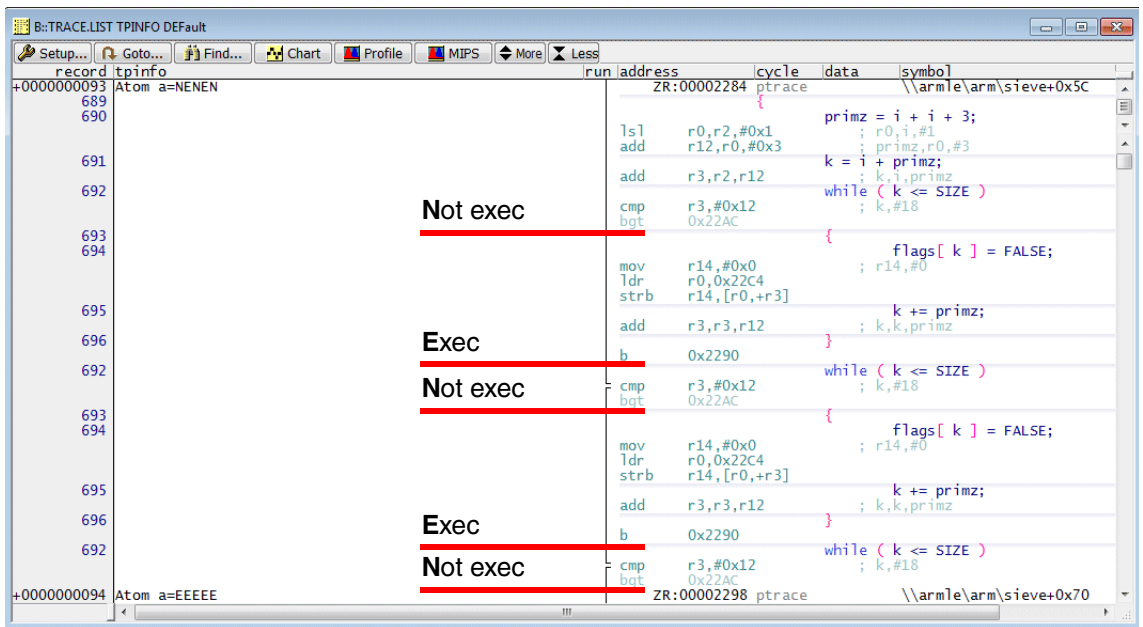 B::TRACE.LIST TPINFO DEFault
Setup... Goto... Find... Chart Profile MIPS More Less
record tpinfo run address cycle data symbol
+0000000093 Atom a=NENEN ZR:00002284 ptrace \\armle\arm\sieve+0x5C
689 {
690 primz = i + i + 3;
lsl r0,r2,#0x1 ; r0,i,#1
add r12,r0,#0x3 ; primz,r0,#3
691 k = i + primz;
add r3,r2,r12 ; k,i,primz
692 while ( k <= SIZE )
Not exec cmp r3,#0x12 ; k,#18
bgt 0x22AC
693 {
694 flags[ k ] = FALSE;
mov r14,#0x0 ; r14,#0
ldr r0,0x22C4
strb r14,[r0,+r3]
695 k += primz;
add r3,r3,r12 ; k,k,primz
696 }
Exec b 0x2290
692 while ( k <= SIZE )
Not exec cmp r3,#0x12 ; k,#18
bgt 0x22AC
693 {
694 flags[ k ] = FALSE;
mov r14,#0x0 ; r14,#0
ldr r0,0x22C4
strb r14,[r0,+r3]
695 k += primz;
add r3,r3,r12 ; k,k,primz
696 }
Exec b 0x2290
692 while ( k <= SIZE )
Not exec cmp r3,#0x12 ; k,#18
bgt 0x22AC
+0000000094 Atom a=EEEEE ZR:00002298 ptrace \\armle\arm\sieve+0x70